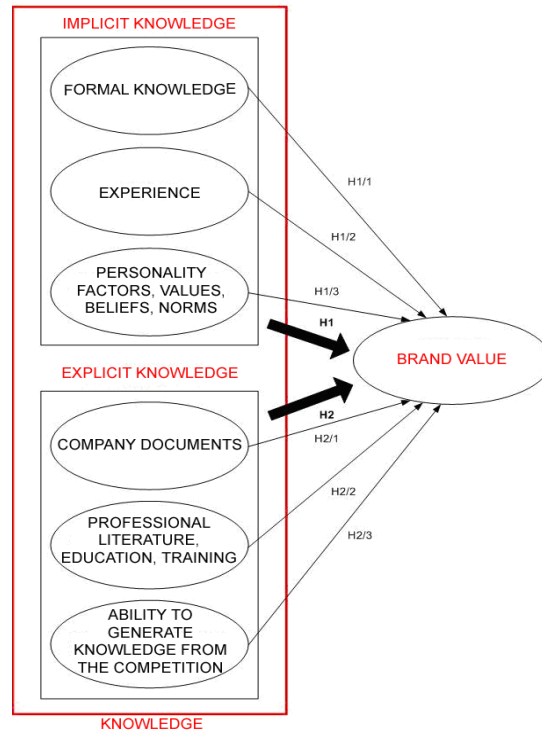 IMPLICIT KNOWLEDGE
FORMAL KNOWLEDGE
H1/1
EXPERIENCE
H1/2
PERSONALITY
FACTORS, VALUES,
BELIEFS, NORMS
H1/3
H1
BRAND VALUE
EXPLICIT KNOWLEDGE
H2
COMPANY DOCUMENTS
H2/1
H2/2
PROFESSIONAL
LITERATURE,
EDUCATION, TRAINING
H2/3
ABILITY TO
GENERATE
KNOWLEDGE FROM
THE COMPETITION
KNOWLEDGE